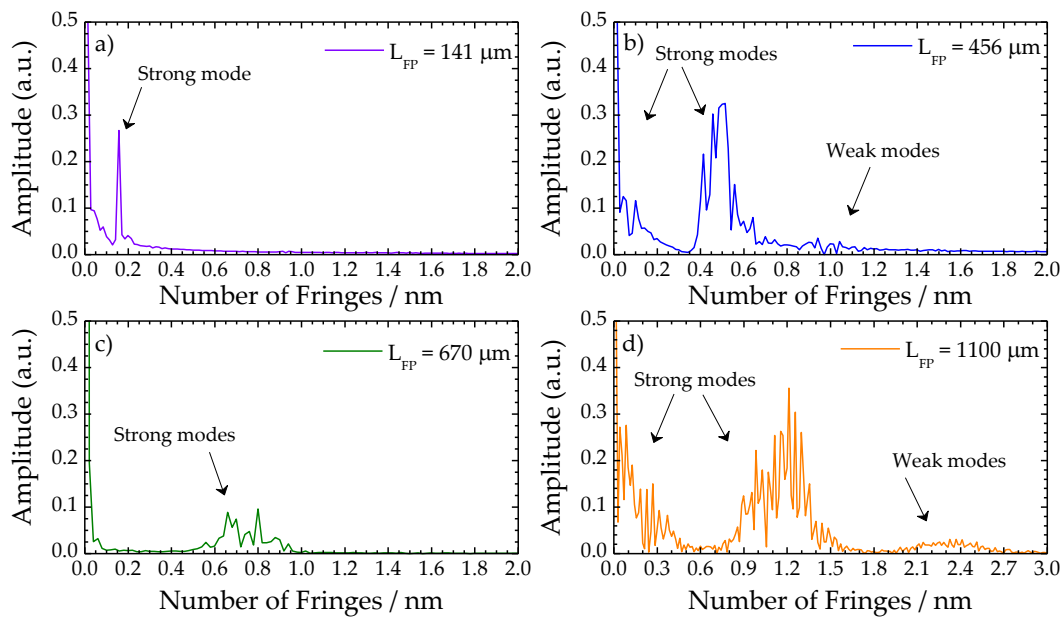 a)
L_FP = 141 μm
Strong mode
Amplitude (a.u.)
0.5
0.4
0.3
0.2
0.1
0.0
0.0 0.2 0.4 0.6 0.8 1.0 1.2 1.4 1.6 1.8 2.0
Number of Fringes / nm
b)
L_FP = 456 μm
Strong modes
Weak modes
Amplitude (a.u.)
0.5
0.4
0.3
0.2
0.1
0.0
0.0 0.2 0.4 0.6 0.8 1.0 1.2 1.4 1.6 1.8 2.0
Number of Fringes / nm
c)
L_FP = 670 μm
Strong modes
Amplitude (a.u.)
0.5
0.4
0.3
0.2
0.1
0.0
0.0 0.2 0.4 0.6 0.8 1.0 1.2 1.4 1.6 1.8 2.0
Number of Fringes / nm
d)
L_FP = 1100 μm
Strong modes
Weak modes
Amplitude (a.u.)
0.5
0.4
0.3
0.2
0.1
0.0
0.0 0.3 0.6 0.9 1.2 1.5 1.8 2.1 2.4 2.7 3.0
Number of Fringes / nm